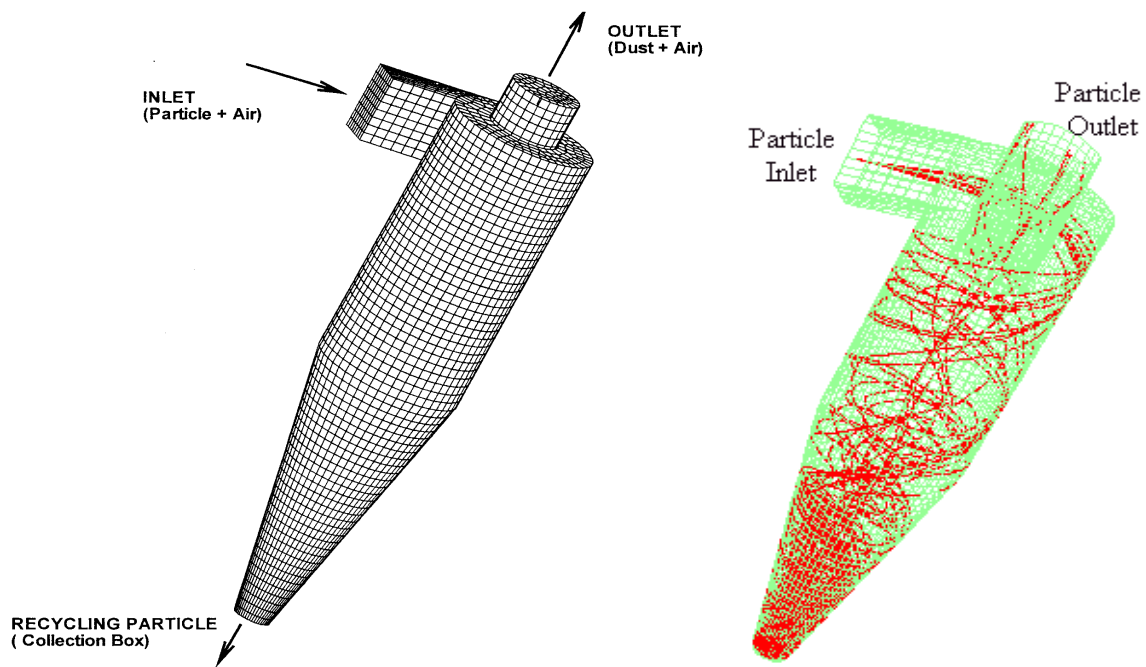 OUTLET
(Dust + Air)
INLET
(Particle + Air)
Particle
Outlet
Particle
Inlet
RECYCLING PARTICLE
( Collection Box)